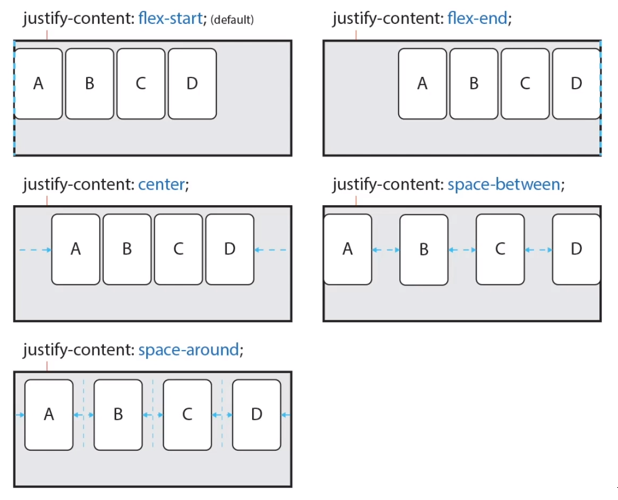 justify-content: flex-start; (default)
A B C D
justify-content: flex-end;
A B C D
justify-content: center;
A B C D
justify-content: space-between;
A B C D
justify-content: space-around;
A B C D